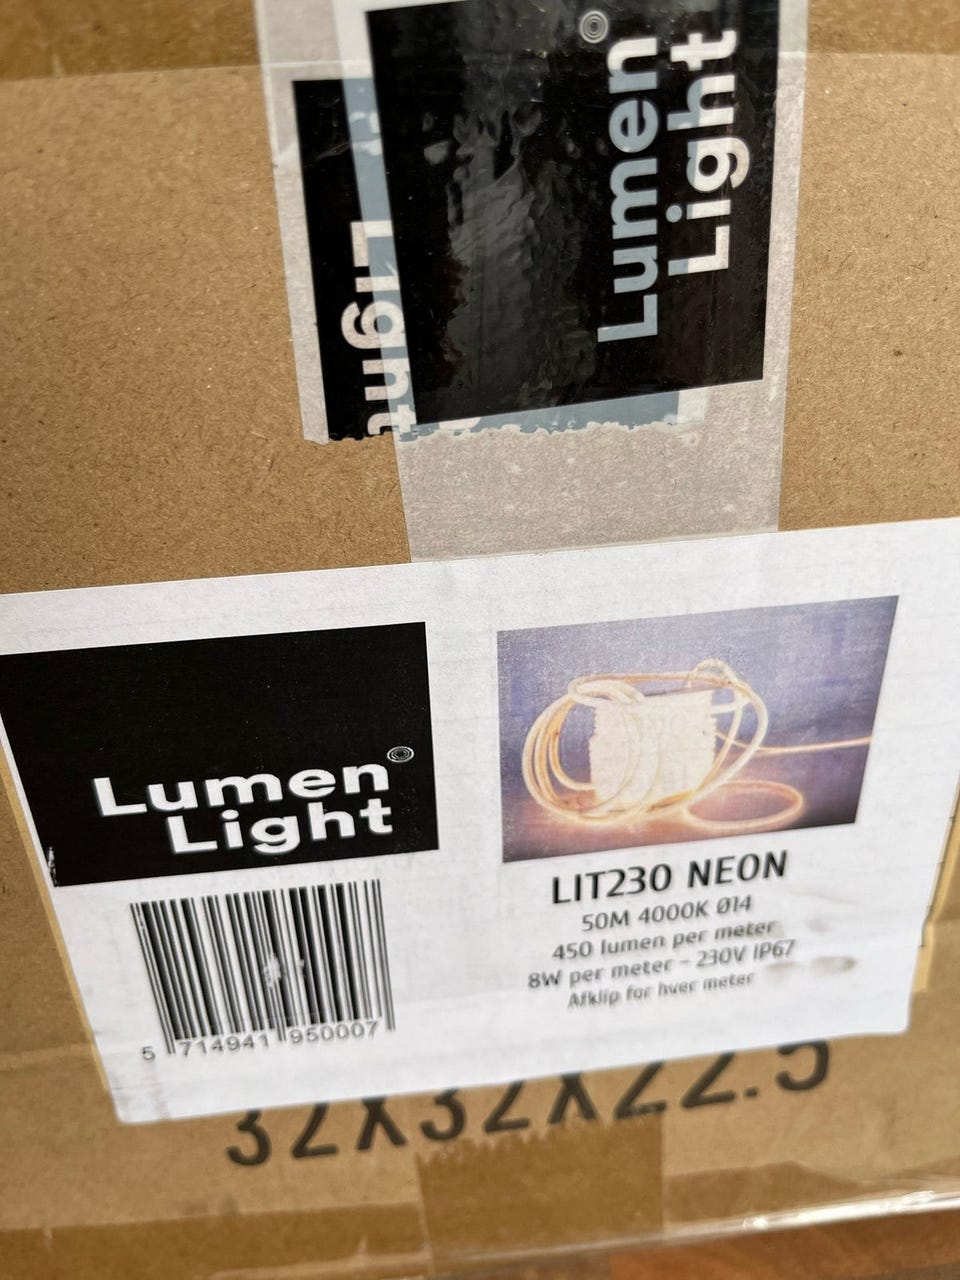 Lumen
Light
Light
Lumen
Light
LIT230 NEON
50M 4000K Ø14
450 lumen per meter
8W per meter - 230V IP67
Afklip for hver meter
5 714941 950007
32X32X22.5